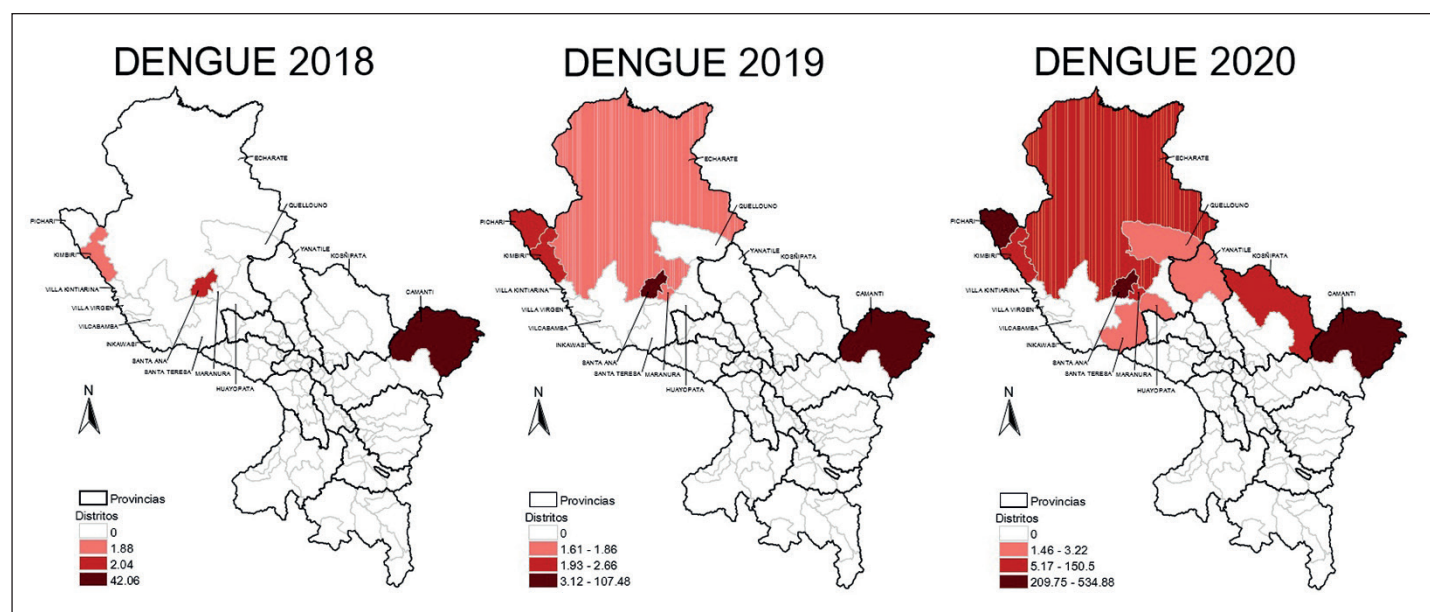 DENGUE 2018
ECHARATE
QUELLOUNO
PICHARI
YANATILE
KOSÑIPATA
KIMBIRI
VILLA KINTIARINA
CAMANTI
VILLA VIRGEN
VILCABAMBA
INKAWASI
SANTA ANA
SANTA TERESA
MARANURA
HUAYOPATA
N
Provincias
Distritos
0
1.88
2.04
42.06
DENGUE 2019
ECHARATE
QUELLOUNO
PICHARI
YANATILE
KOSÑIPATA
KIMBIRI
VILLA KINTIARINA
CAMANTI
VILLA VIRGEN
VILCABAMBA
INKAWASI
SANTA ANA
SANTA TERESA
MARANURA
HUAYOPATA
N
Provincias
Distritos
0
1.61 - 1.86
1.93 - 2.66
3.12 - 107.48
DENGUE 2020
ECHARATE
QUELLOUNO
PICHARI
YANATILE
KOSÑIPATA
KIMBIRI
VILLA KINTIARINA
CAMANTI
VILLA VIRGEN
VILCABAMBA
INKAWASI
SANTA ANA
SANTA TERESA
MARANURA
HUAYOPATA
N
Provincias
Distritos
0
1.46 - 3.22
5.17 - 150.5
209.75 - 534.88